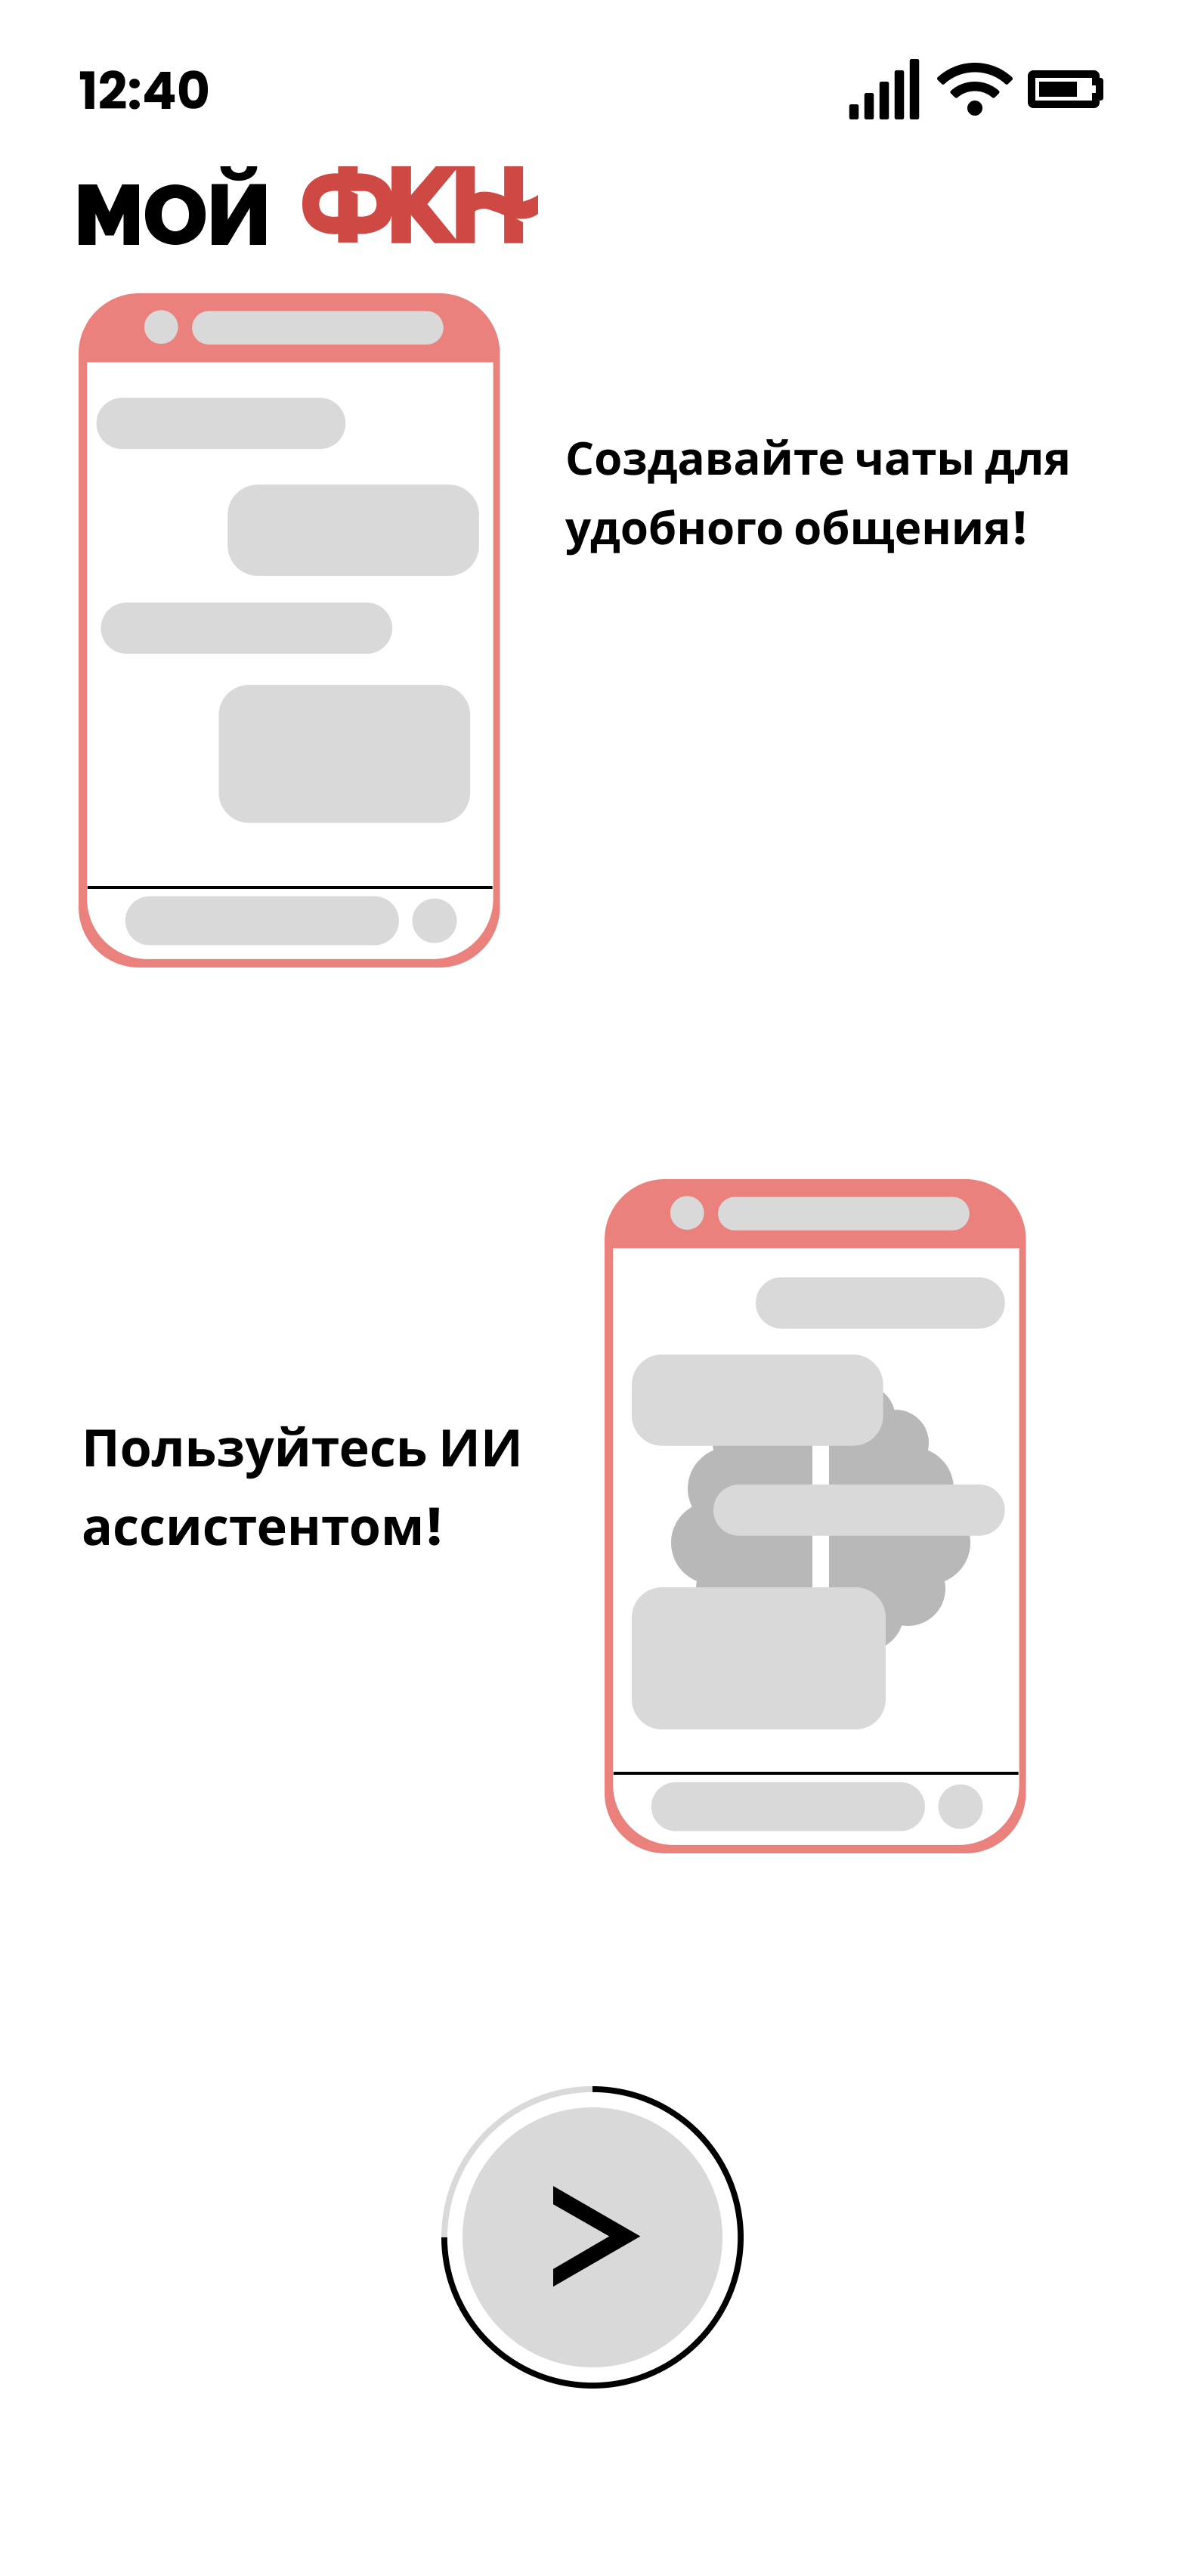 12:40
мой ФКН
Создавайте чаты для
удобного общения!
Пользуйтесь ИИ
ассистентом!
>